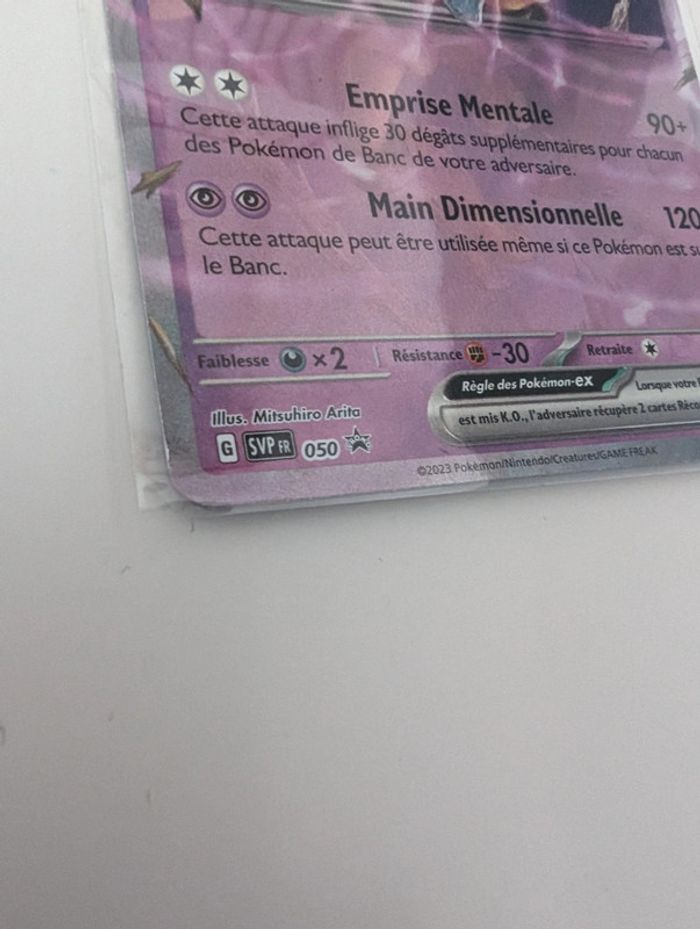 Emprise Mentale 90+
Cette attaque inflige 30 dégâts supplémentaires pour chacun
des Pokémon de Banc de votre adversaire.
Main Dimensionnelle 120
Cette attaque peut être utilisée même si ce Pokémon est
le Banc.
Faiblesse ×2 Résistance -30 Retraite
Règle des Pokémon-ex Lorsque votre
est mis K.O., l'adversaire récupère 2 cartes
Illus. Mitsuhiro Arita
G SVP FR 050
©2023 Pokémon/Nintendo/Creatures/GAME FREAK